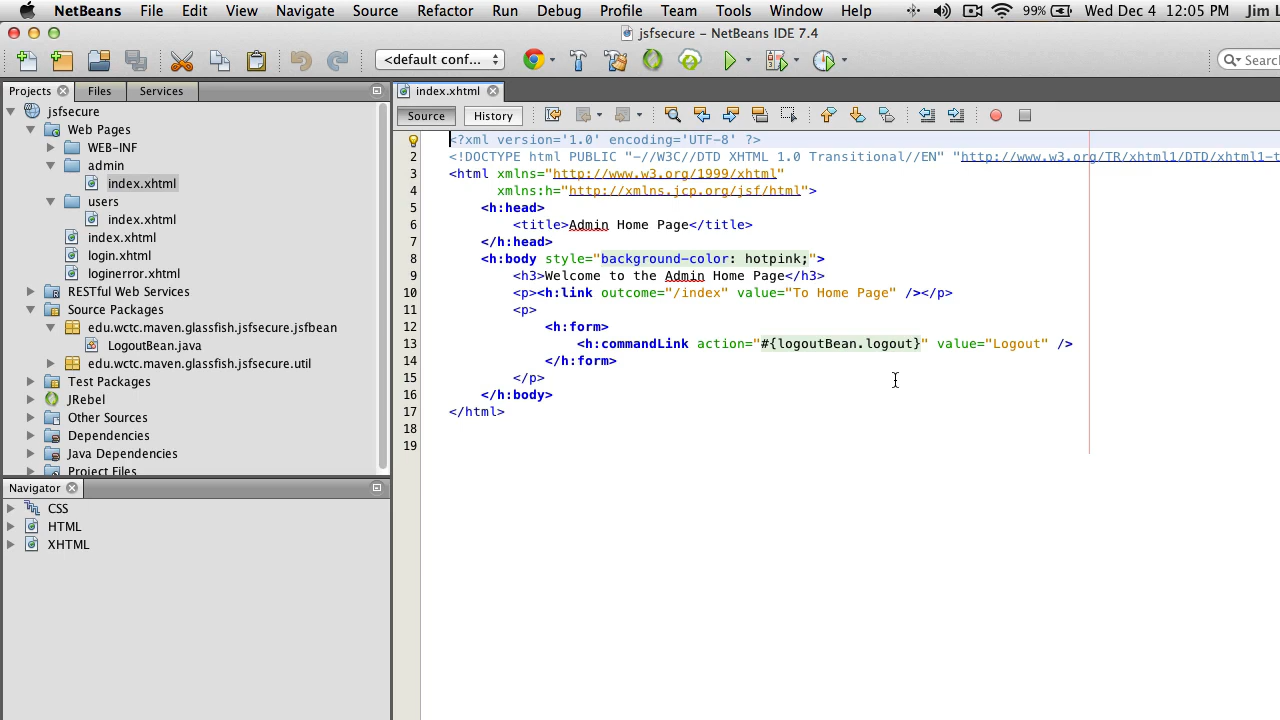 NetBeans File Edit View Navigate Source Refactor Run Debug Profile Team Tools Window Help 99% Wed Dec 4 12:05 PM Jim L
jsfsecure – NetBeans IDE 7.4
<default conf...
Search
Projects Files Services
jsfsecure
Web Pages
WEB-INF
admin
index.xhtml
users
index.xhtml
index.xhtml
login.xhtml
loginerror.xhtml
RESTful Web Services
Source Packages
edu.wctc.maven.glassfish.jsfsecure.jsfbean
LogoutBean.java
edu.wctc.maven.glassfish.jsfsecure.util
Test Packages
JRebel
Other Sources
Dependencies
Java Dependencies
Project Files
Navigator
CSS
HTML
XHTML
index.xhtml
Source History
<?xml version='1.0' encoding='UTF-8' ?>
2 <!DOCTYPE html PUBLIC "-//W3C//DTD XHTML 1.0 Transitional//EN" "http://www.w3.org/TR/xhtml1/DTD/xhtml1-t
3 <html xmlns="http://www.w3.org/1999/xhtml"
4 xmlns:h="http://xmlns.jcp.org/jsf/html">
5 <h:head>
6 <title>Admin Home Page</title>
7 </h:head>
8 <h:body style="background-color: hotpink;">
9 <h3>Welcome to the Admin Home Page</h3>
10 <p><h:link outcome="/index" value="To Home Page" /></p>
11 <p>
12 <h:form>
13 <h:commandLink action="#{logoutBean.logout}" value="Logout" />
14 </h:form>
15 </p>
16 </h:body>
17 </html>
18
19